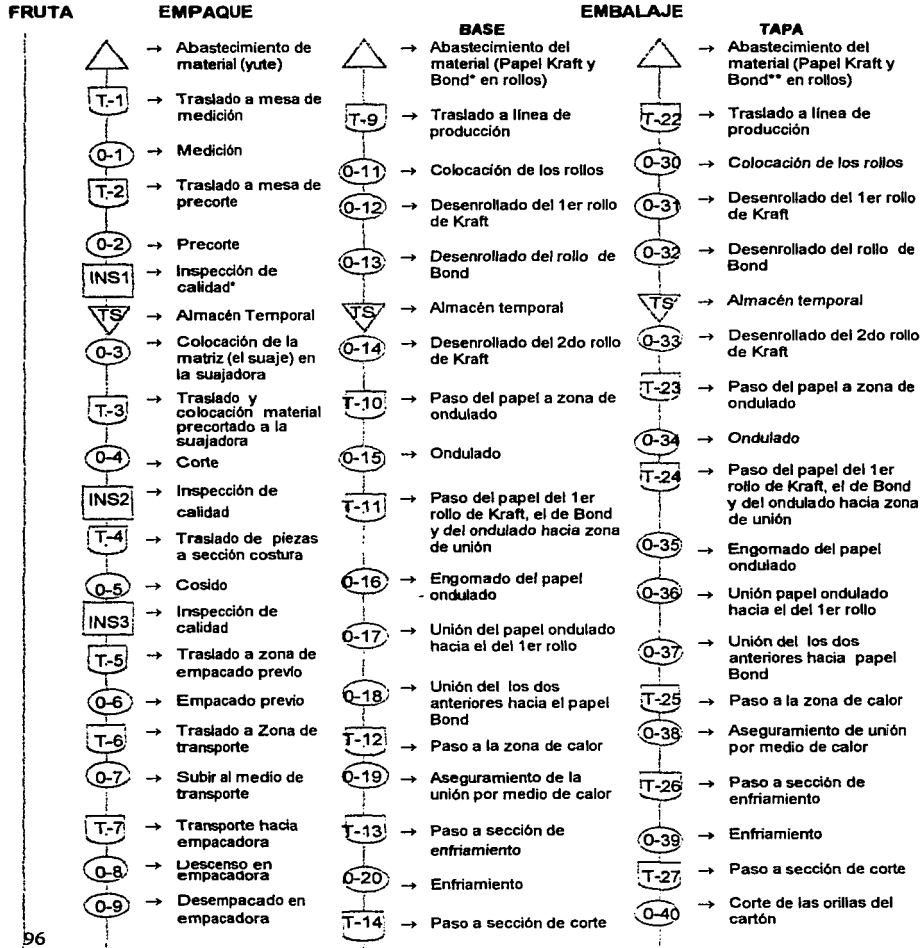 FRUTA
EMPAQUE
EMBALAJE
BASE
TAPA
→ Abastecimiento de
material (yute)
T-1 → Traslado a mesa de
medición
0-1 → Medición
T-2 → Traslado a mesa de
precorte
0-2 → Precorte
INS1 → Inspección de
calidad*
TS → Almacén Temporal
0-3 → Colocación de la
matriz (el suaje) en
la suajadora
T-3 → Traslado y
colocación material
precortado a la
suajadora
0-4 → Corte
INS2 → Inspección de
calidad
T-4 → Traslado de piezas
a sección costura
0-5 → Cosido
INS3 → Inspección de
calidad
T-5 → Traslado a zona de
empacado previo
0-6 → Empacado previo
T-6 → Traslado a Zona de
transporte
0-7 → Subir al medio de
transporte
T-7 → Transporte hacia
empacadora
0-8 → Descenso en
empacadora
0-9 → Desempacado en
empacadora
→ Abastecimiento del
material (Papel Kraft y
Bond* en rollos)
T-9 → Traslado a línea de
producción
0-11 → Colocación de los rollos
0-12 → Desenrollado del 1er rollo
de Kraft
0-13 → Desenrollado del rollo de
Bond
TS → Almacén temporal
0-14 → Desenrollado del 2do rollo
de Kraft
T-10 → Paso del papel a zona de
ondulado
0-15 → Ondulado
T-11 → Paso del papel del 1er
rollo de Kraft, el de Bond
y del ondulado hacia zona
de unión
0-16 → Engomado del papel
ondulado
0-17 → Unión del papel ondulado
hacia el del 1er rollo
0-18 → Unión del los dos
anteriores hacia el papel
Bond
T-12 → Paso a la zona de calor
0-19 → Aseguramiento de la
unión por medio de calor
T-13 → Paso a sección de
enfriamiento
0-20 → Enfriamiento
T-14 → Paso a sección de corte
→ Abastecimiento del
material (Papel Kraft y
Bond** en rollos)
T-22 → Traslado a línea de
producción
0-30 → Colocación de los rollos
0-31 → Desenrollado del 1er rollo
de Kraft
0-32 → Desenrollado del rollo de
Bond
TS → Almacén temporal
0-33 → Desenrollado del 2do rollo
de Kraft
T-23 → Paso del papel a zona de
ondulado
0-34 → Ondulado
T-24 → Paso del papel del 1er
rollo de Kraft, el de Bond
y del ondulado hacia zona
de unión
0-35 → Engomado del papel
ondulado
0-36 → Unión papel ondulado
hacia el del 1er rollo
0-37 → Unión del los dos
anteriores hacia papel
Bond
T-25 → Paso a la zona de calor
0-38 → Aseguramiento de unión
por medio de calor
T-26 → Paso a sección de
enfriamiento
0-39 → Enfriamiento
T-27 → Paso a sección de corte
0-40 → Corte de las orillas del
cartón
96